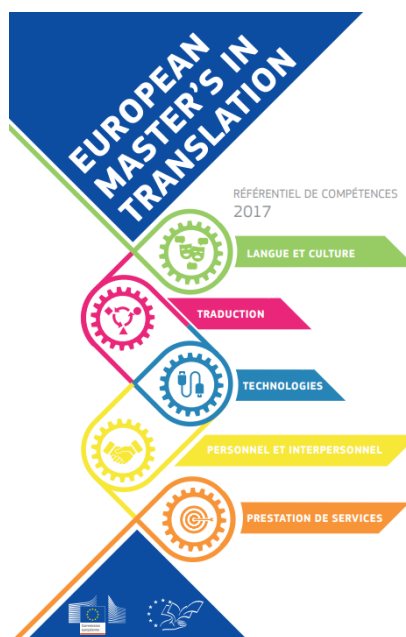 EUROPEAN
MASTER'S IN
TRANSLATION
RÉFÉRENTIEL DE COMPÉTENCES
2017
LANGUE ET CULTURE
TRADUCTION
TECHNOLOGIES
PERSONNEL ET INTERPERSONNEL
PRESTATION DE SERVICES